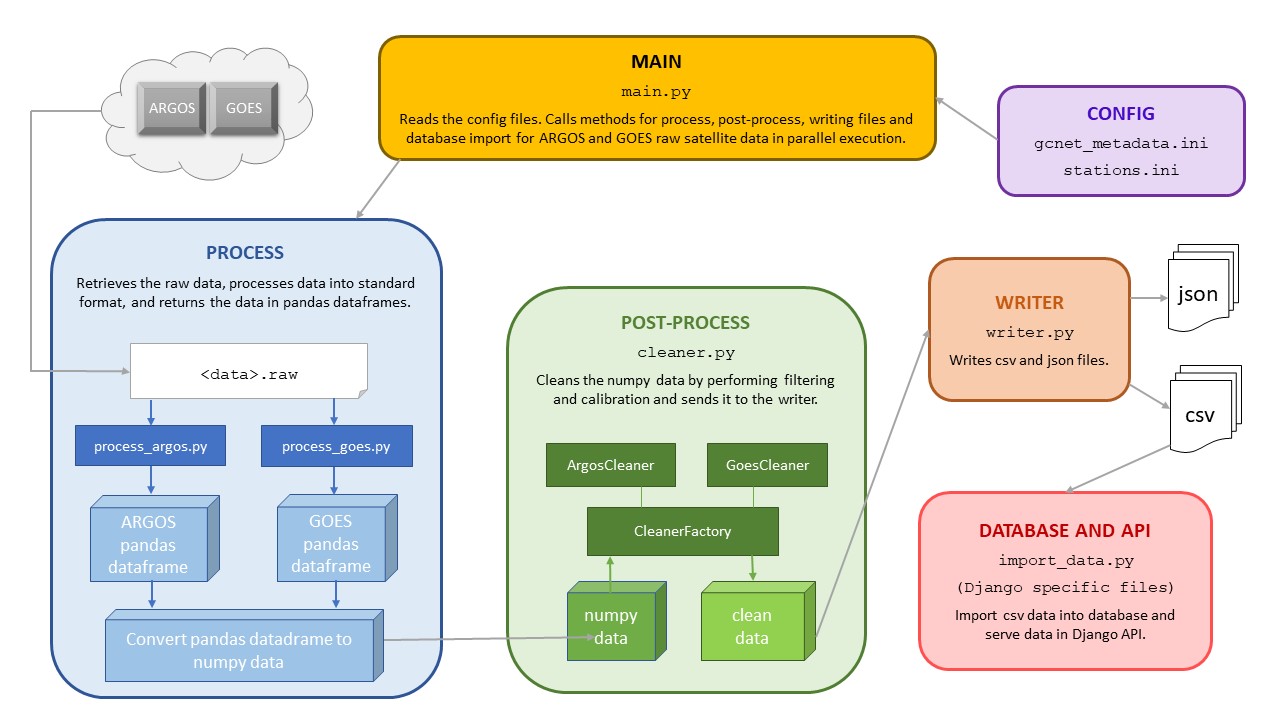 ARGOS
GOES
MAIN
main.py
Reads the config files. Calls methods for process, post-process, writing files and
database import for ARGOS and GOES raw satellite data in parallel execution.
CONFIG
gcnet_metadata.ini
stations.ini
PROCESS
Retrieves the raw data, processes data into standard
format, and returns the data in pandas dataframes.
<data>.raw
process_argos.py
process_goes.py
ARGOS
pandas
dataframe
GOES
pandas
dataframe
Convert pandas datadrame to
numpy data
POST-PROCESS
cleaner.py
Cleans the numpy data by performing filtering
and calibration and sends it to the writer.
ArgosCleaner
GoesCleaner
CleanerFactory
numpy
data
clean
data
WRITER
writer.py
Writes csv and json files.
json
csv
DATABASE AND API
import_data.py
(Django specific files)
Import csv data into database and
serve data in Django API.